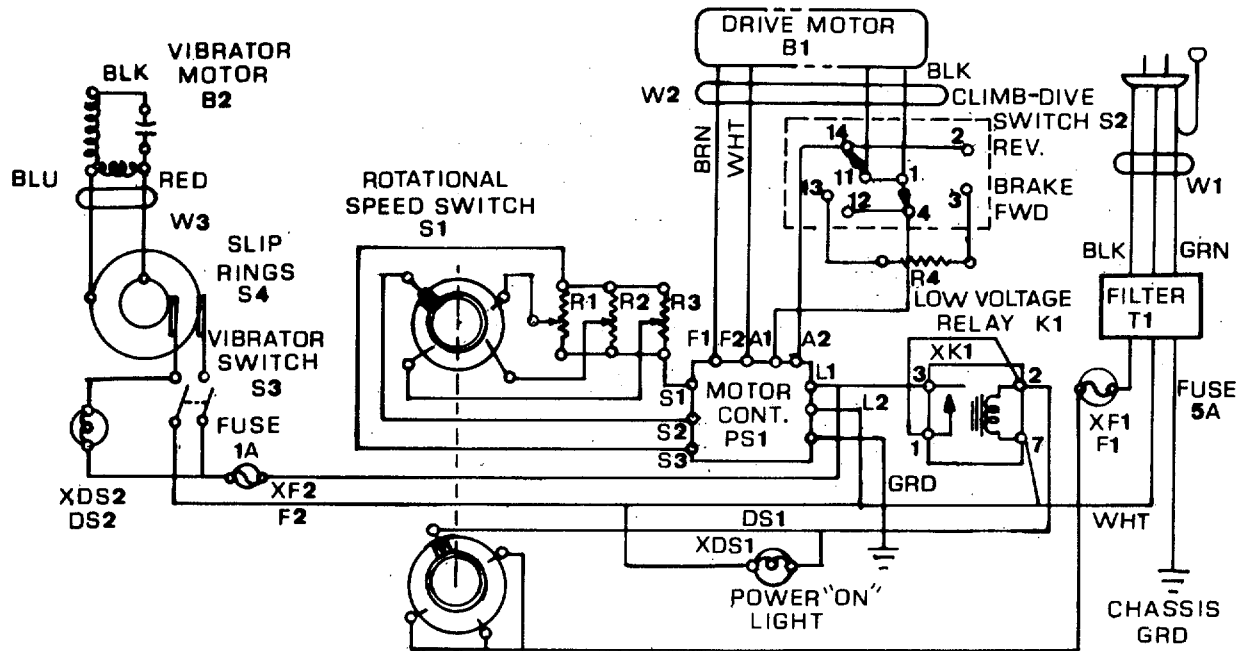 DRIVE MOTOR
B1
VIBRATOR
MOTOR
B2
BLK
BLU
RED
W3
SLIP
RINGS
S4
VIBRATOR
SWITCH
S3
FUSE
1A
XF2
F2
XDS2
DS2
ROTATIONAL
SPEED SWITCH
S1
R1
R2
R3
W2
BLK
CLIMB-DIVE
SWITCH S2
BRN
WHT
14
2
REV.
11
1
13
12
4
3
BRAKE
FWD
R4
LOW VOLTAGE
RELAY K1
F1
F2
A1
A2
S1
S2
S3
MOTOR
CONT.
PS1
L1
L2
GRD
XK1
3
2
1
7
W1
BLK
GRN
FILTER
T1
FUSE
5A
XF1
F1
WHT
DS1
XDS1
POWER "ON"
LIGHT
CHASSIS
GRD